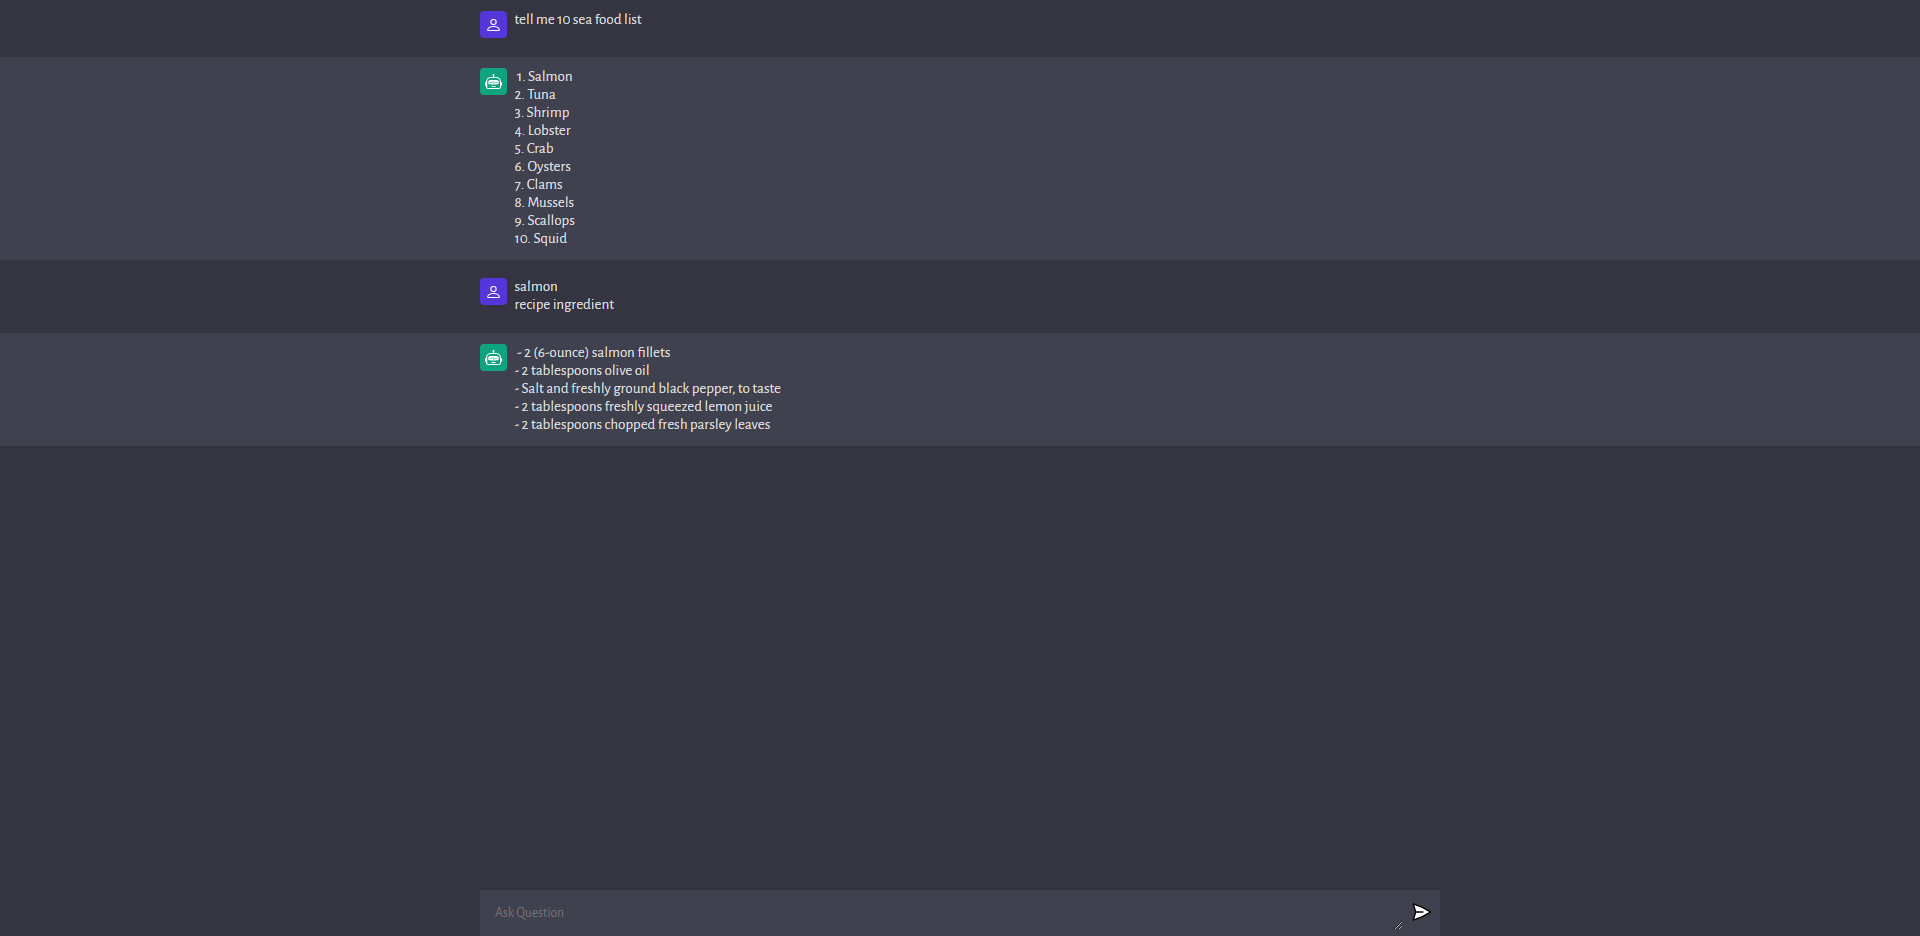 tell me 10 sea food list
1. Salmon
2. Tuna
3. Shrimp
4. Lobster
5. Crab
6. Oysters
7. Clams
8. Mussels
9. Scallops
10. Squid
salmon
recipe ingredient
- 2 (6-ounce) salmon fillets
- 2 tablespoons olive oil
- Salt and freshly ground black pepper, to taste
- 2 tablespoons freshly squeezed lemon juice
- 2 tablespoons chopped fresh parsley leaves
Ask Question